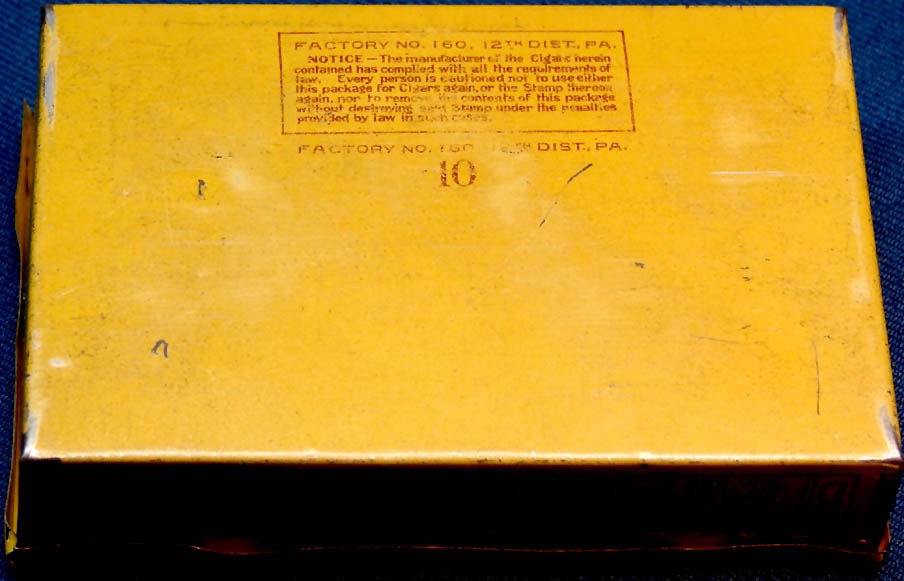 FACTORY NO. 160, 12TH DIST., PA.
NOTICE — The manufacturer of the Cigars herein
contained has complied with all the requirements of
law. Every person is cautioned not to use either
this package for Cigars again, or the Stamp thereon
again, nor to remove the contents of this package
without destroying said Stamp under the penalties
provided by law in such cases.
FACTORY NO. 160 12TH DIST., PA.
10